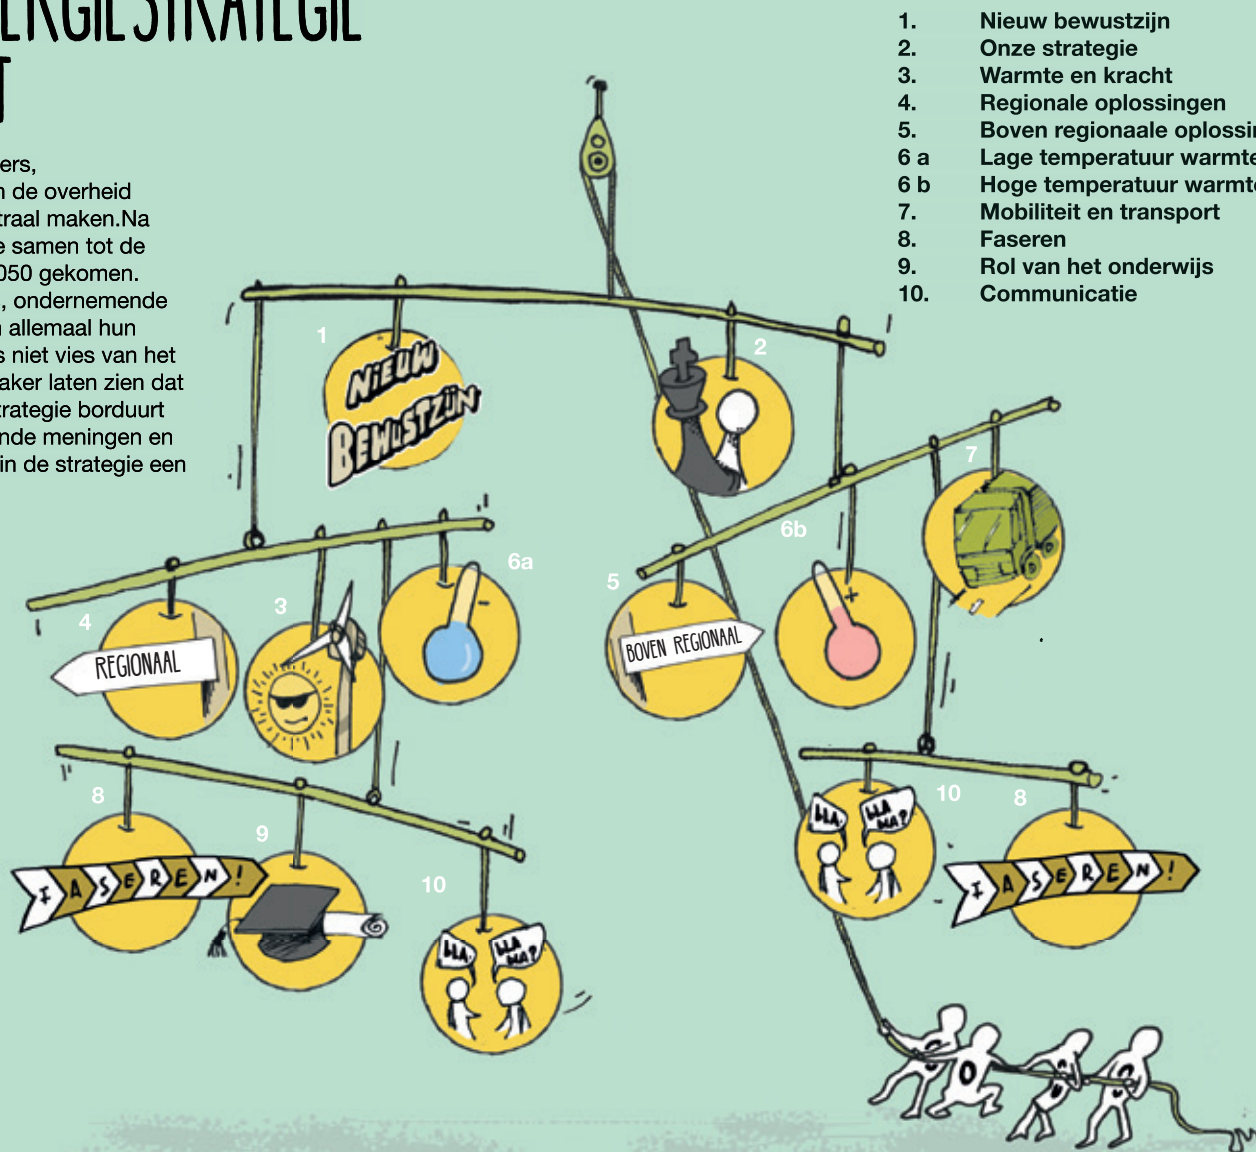 ERGIESTRATEGIE
T
ers,
de overheid
traal maken.Na
e samen tot de
050 gekomen.
, ondernemende
allemaal hun
s niet vies van het
aker laten zien dat
trategie borduurt
nde meningen en
in de strategie een
1. Nieuw bewustzijn
2. Onze strategie
3. Warmte en kracht
4. Regionale oplossingen
5. Boven regionaale oplossin
6 a Lage temperatuur warmte
6 b Hoge temperatuur warmte
7. Mobiliteit en transport
8. Faseren
9. Rol van het onderwijs
10. Communicatie
1
NIEUW
BEWUSTZIJN
2
7
6b
6a
5
3
4
REGIONAAL
BOVEN REGIONAAL
-
+
8
FASEREN!
9
10
BLA.
BLA
BLA?
10
8
BLA.
BLA
BLA?
FASEREN!
O